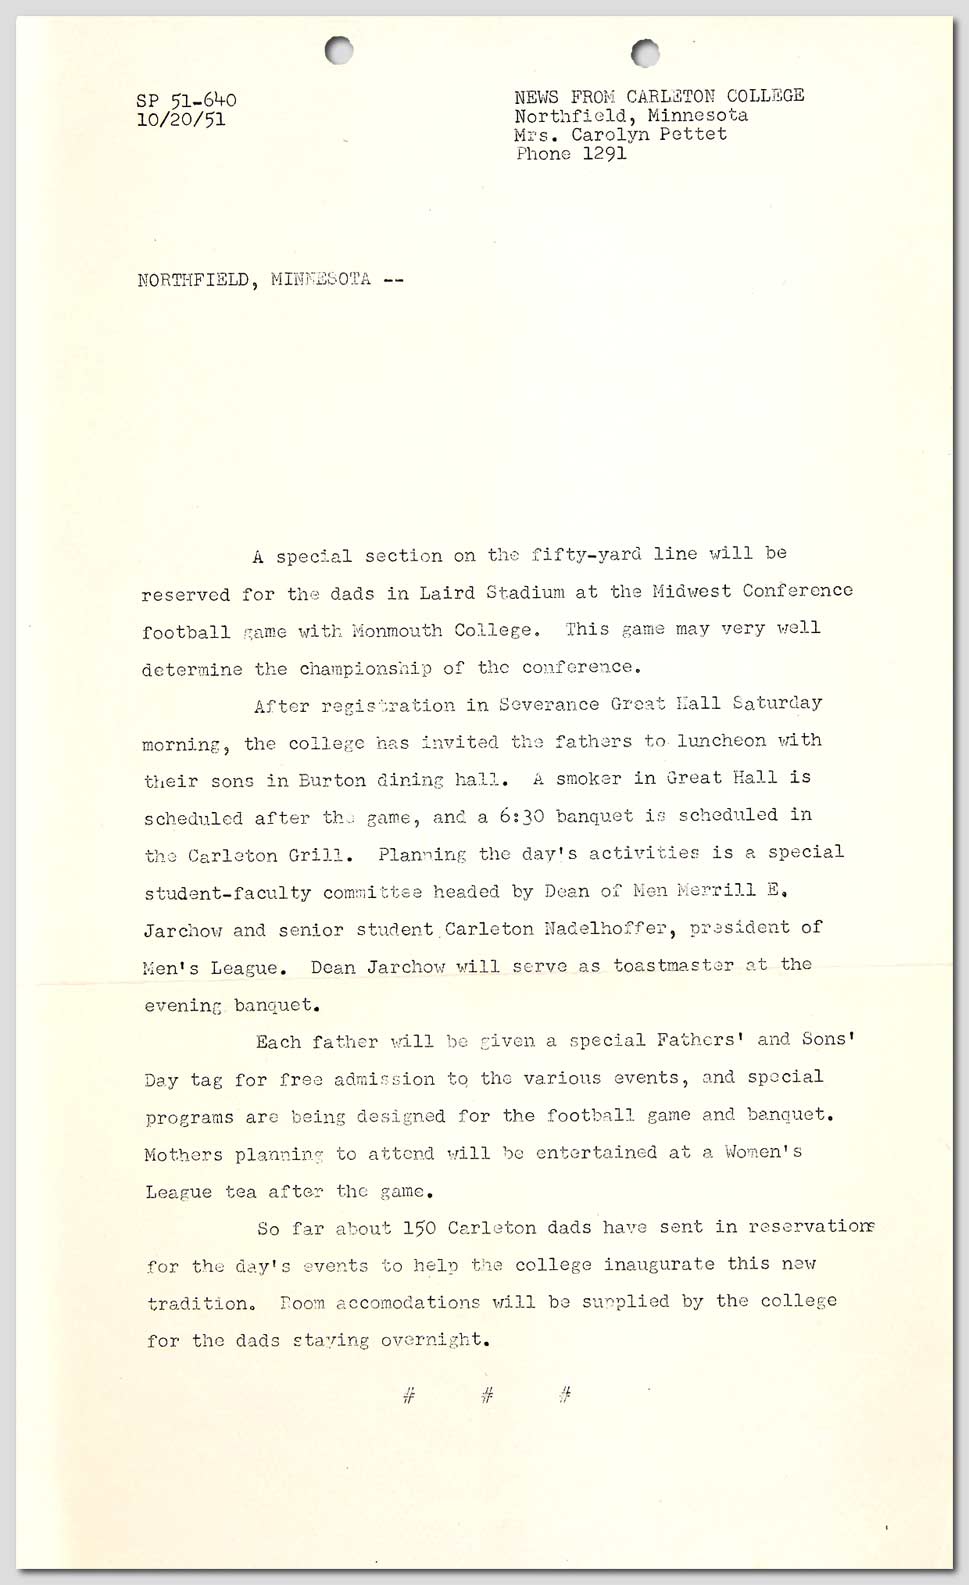 SP 51-640
10/20/51
NEWS FROM CARLETON COLLEGE
Northfield, Minnesota
Mrs. Carolyn Pettet
Phone 1291
NORTHFIELD, MINNESOTA --
A special section on the fifty-yard line will be
reserved for the dads in Laird Stadium at the Midwest Conference
football game with Monmouth College. This game may very well
determine the championship of the conference.
After registration in Severance Great Hall Saturday
morning, the college has invited the fathers to luncheon with
their sons in Burton dining hall. A smoker in Great Hall is
scheduled after the game, and a 6:30 banquet is scheduled in
the Carleton Grill. Planning the day's activities is a special
student-faculty committee headed by Dean of Men Merrill E.
Jarchow and senior student Carleton Nadelhoffer, president of
Men's League. Dean Jarchow will serve as toastmaster at the
evening banquet.
Each father will be given a special Fathers' and Sons'
Day tag for free admission to the various events, and special
programs are being designed for the football game and banquet.
Mothers planning to attend will be entertained at a Women's
League tea after the game.
So far about 150 Carleton dads have sent in reservations
for the day's events to help the college inaugurate this new
tradition. Room accomodations will be supplied by the college
for the dads staying overnight.
# # #